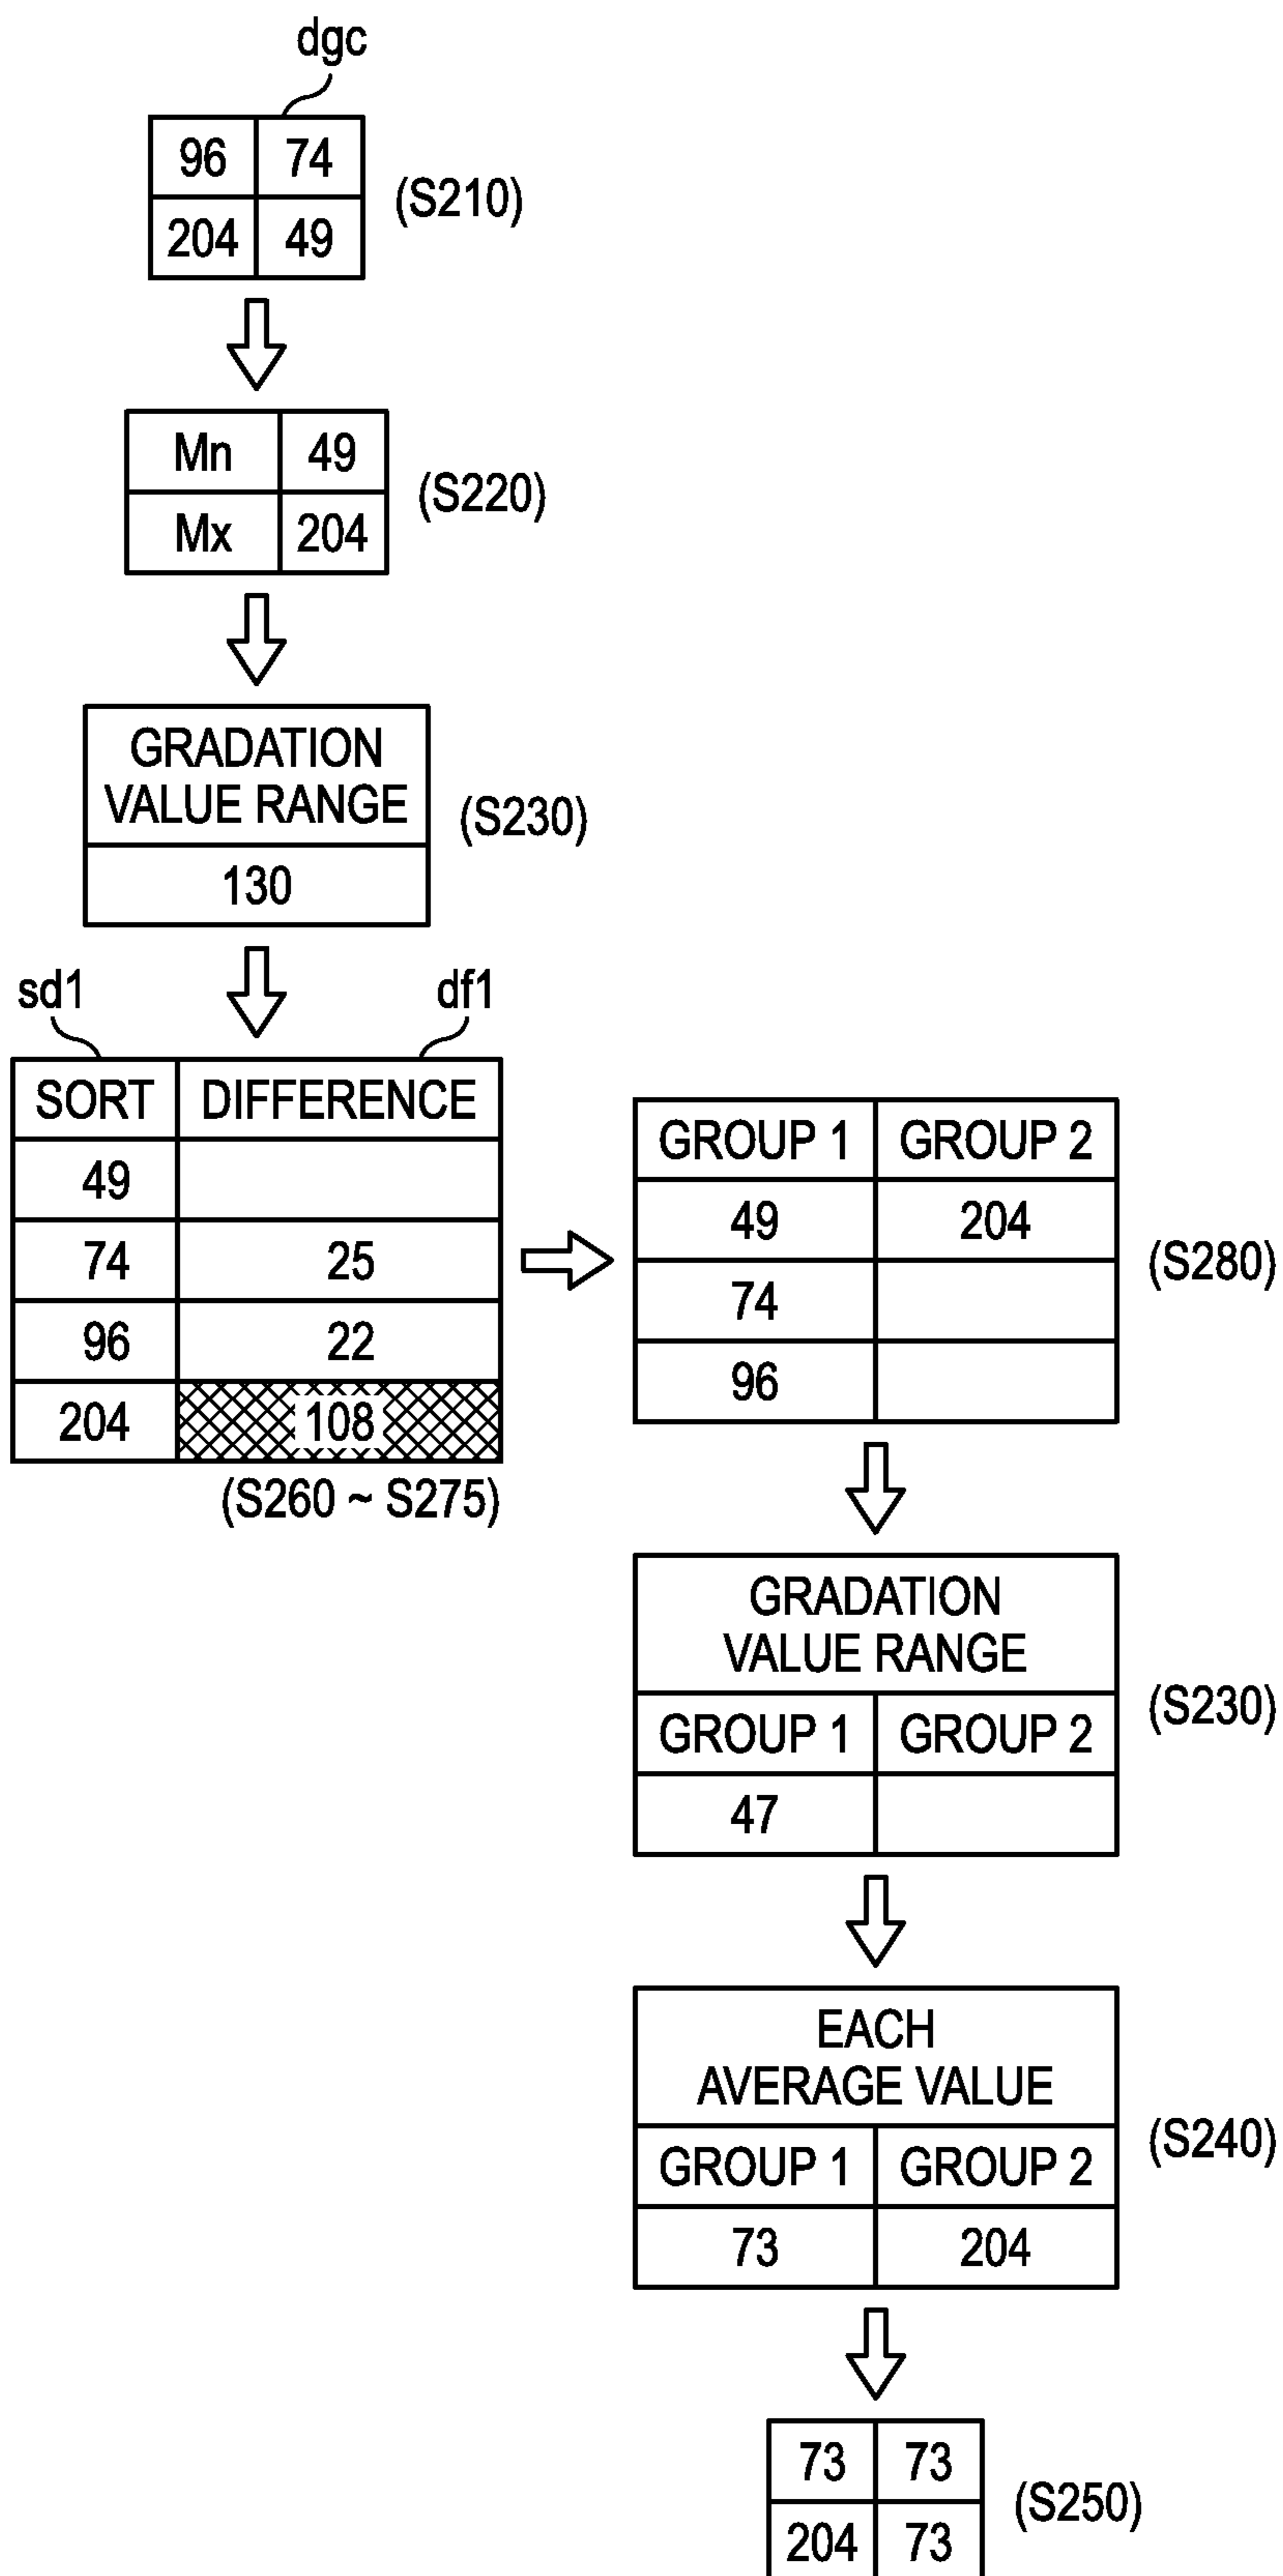 dgc
96 74
204 49
(S210)
Mn 49
Mx 204
(S220)
GRADATION
VALUE RANGE
130
(S230)
sd1
df1
SORT DIFFERENCE
49
74 25
96 22
204 108
(S260 ~ S275)
GROUP 1 GROUP 2
49 204
74
96
(S280)
GRADATION
VALUE RANGE
GROUP 1 GROUP 2
47
(S230)
EACH
AVERAGE VALUE
GROUP 1 GROUP 2
73 204
(S240)
73 73
204 73
(S250)